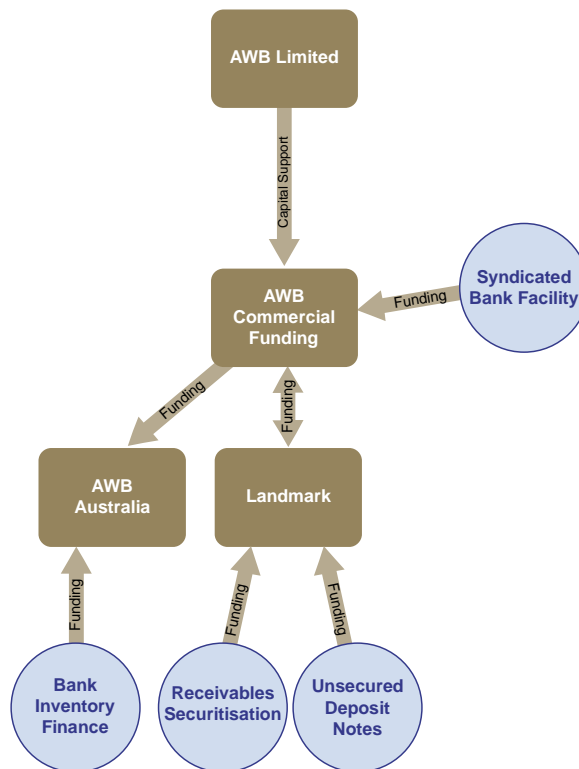 AWB Limited
Capital Support
AWB
Commercial
Funding
Funding
Syndicated
Bank Facility
Funding
Funding
AWB
Australia
Landmark
Funding
Funding
Funding
Bank
Inventory
Finance
Receivables
Securitisation
Unsecured
Deposit
Notes